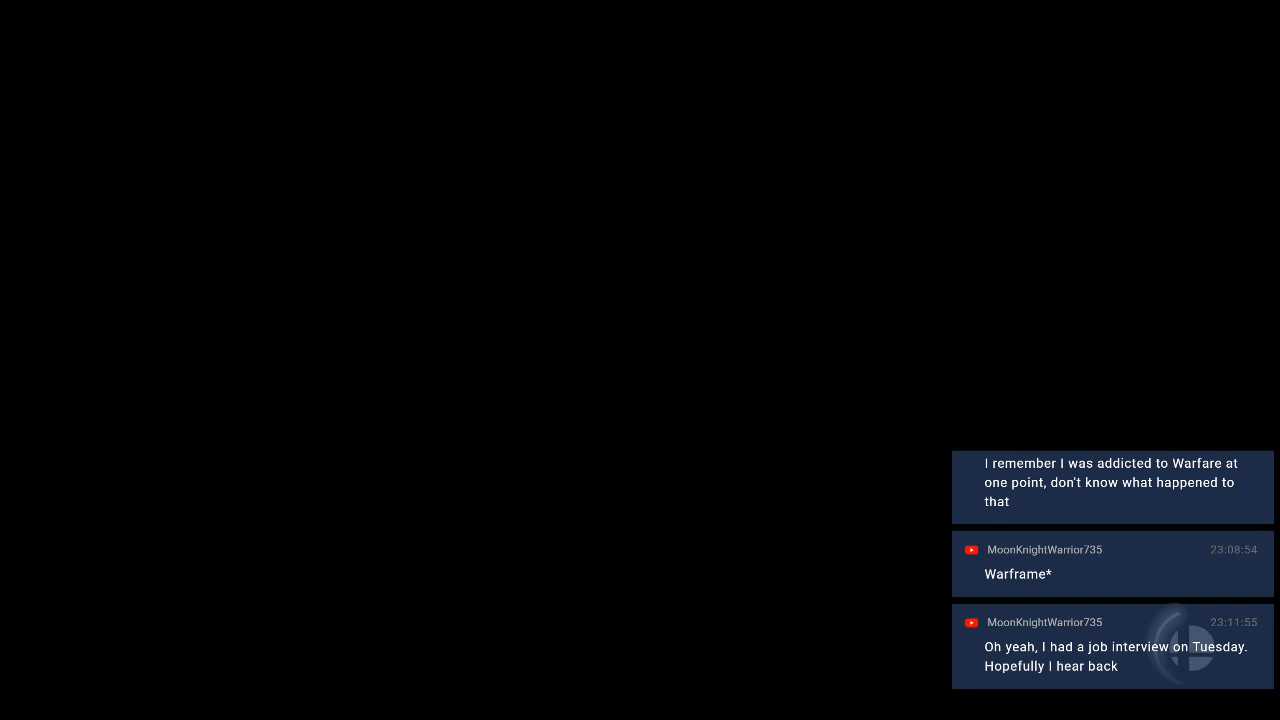 I remember I was addicted to Warfare at
one point, don't know what happened to
that
MoonKnightWarrior735 23:08:54
Warframe*
MoonKnightWarrior735 23:11:55
Oh yeah, I had a job interview on Tuesday.
Hopefully I hear back